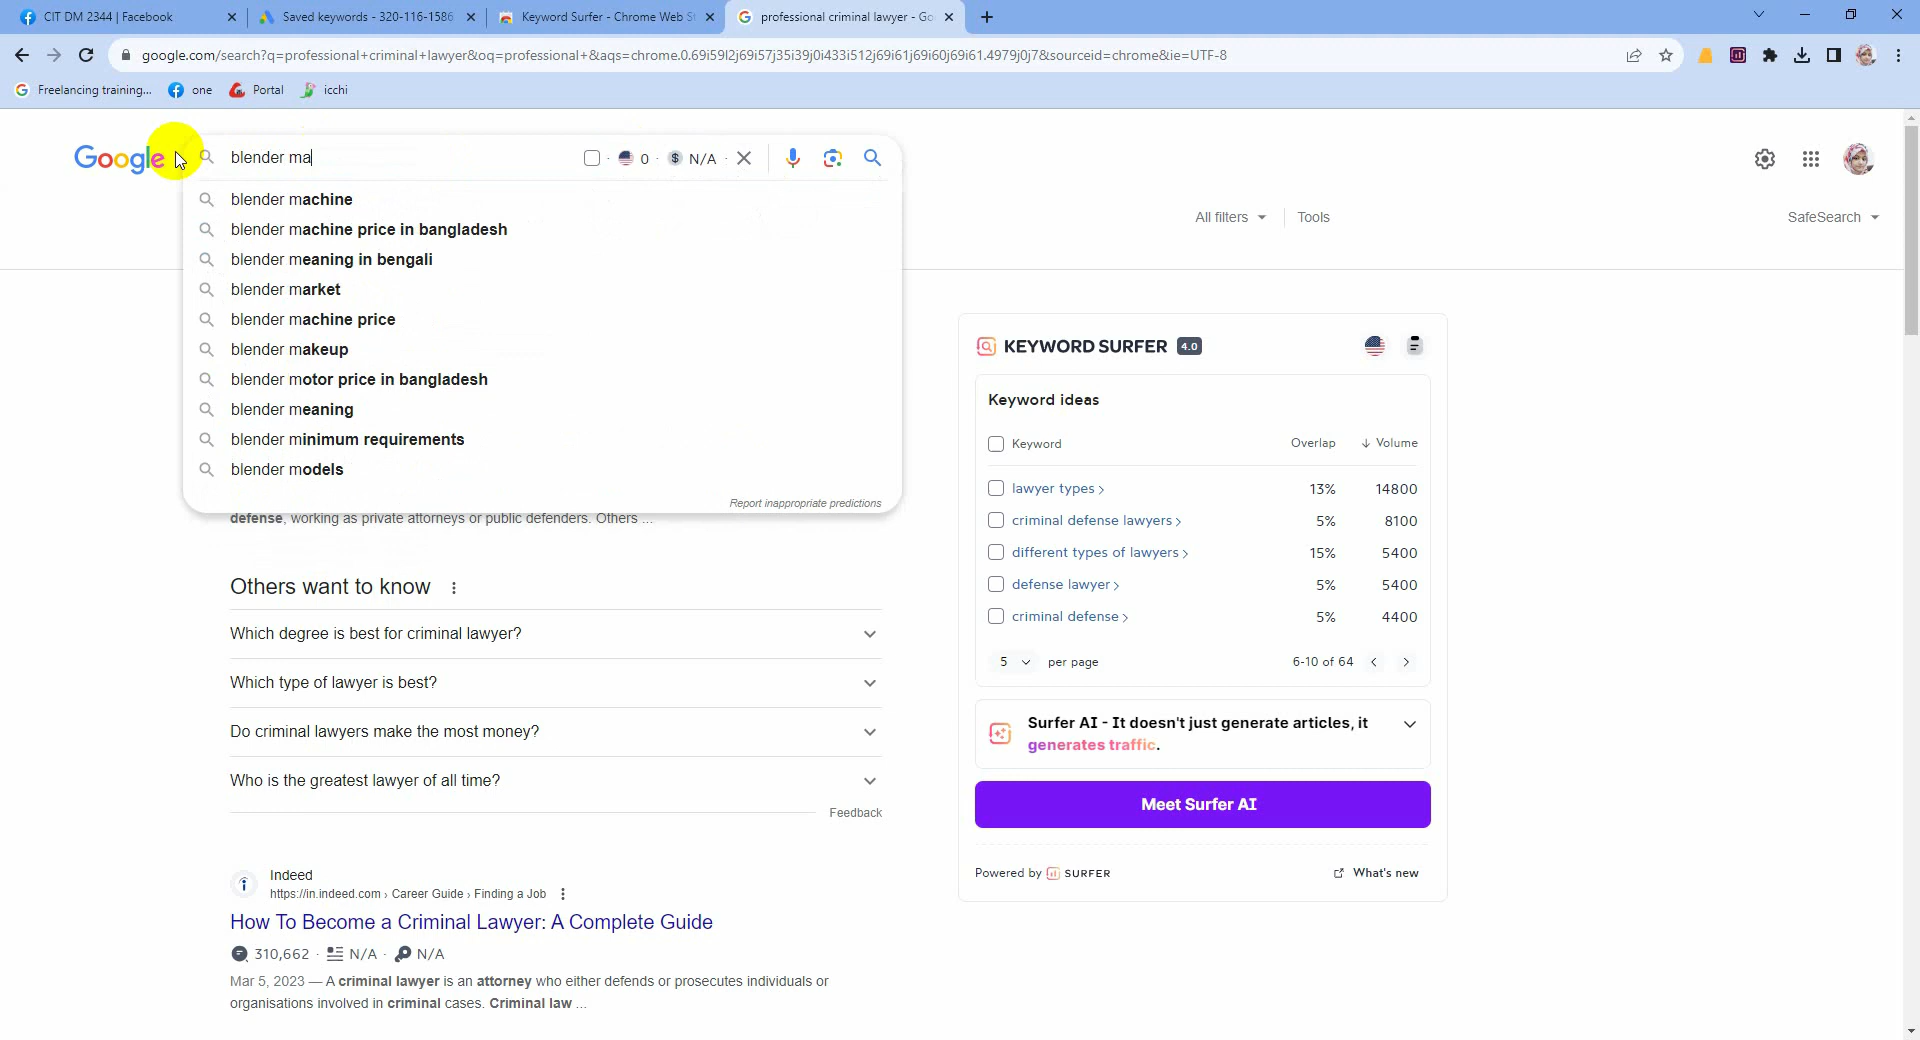 CIT DM 2344 | Facebook
Saved keywords - 320-116-1586
Keyword Surfer - Chrome Web St
professional criminal lawyer - Go
google.com/search?q=professional+criminal+lawyer&oq=professional+&aqs=chrome.0.69i59l2j69i57j35i39j0i433i512j69i61j69i60j69i61.4979j0j7&sourceid=chrome&ie=UTF-8
Freelancing training...
one
Portal
icchi
Google
blender ma
0 · $ N/A ·
blender machine
blender machine price in bangladesh
blender meaning in bengali
blender market
blender machine price
blender makeup
blender motor price in bangladesh
blender meaning
blender minimum requirements
blender models
Report inappropriate predictions
All filters
Tools
SafeSearch
defense, working as private attorneys or public defenders. Others ...
Others want to know
Which degree is best for criminal lawyer?
Which type of lawyer is best?
Do criminal lawyers make the most money?
Who is the greatest lawyer of all time?
Feedback
Indeed
https://in.indeed.com › Career Guide › Finding a Job
How To Become a Criminal Lawyer: A Complete Guide
310,662 · N/A · N/A
Mar 5, 2023 — A criminal lawyer is an attorney who either defends or prosecutes individuals or
organisations involved in criminal cases. Criminal law ...
KEYWORD SURFER 4.0
Keyword ideas
Keyword Overlap Volume
lawyer types > 13% 14800
criminal defense lawyers > 5% 8100
different types of lawyers > 15% 5400
defense lawyer > 5% 5400
criminal defense > 5% 4400
5 per page 6-10 of 64
Surfer AI - It doesn't just generate articles, it
generates traffic.
Meet Surfer AI
Powered by SURFER
What's new